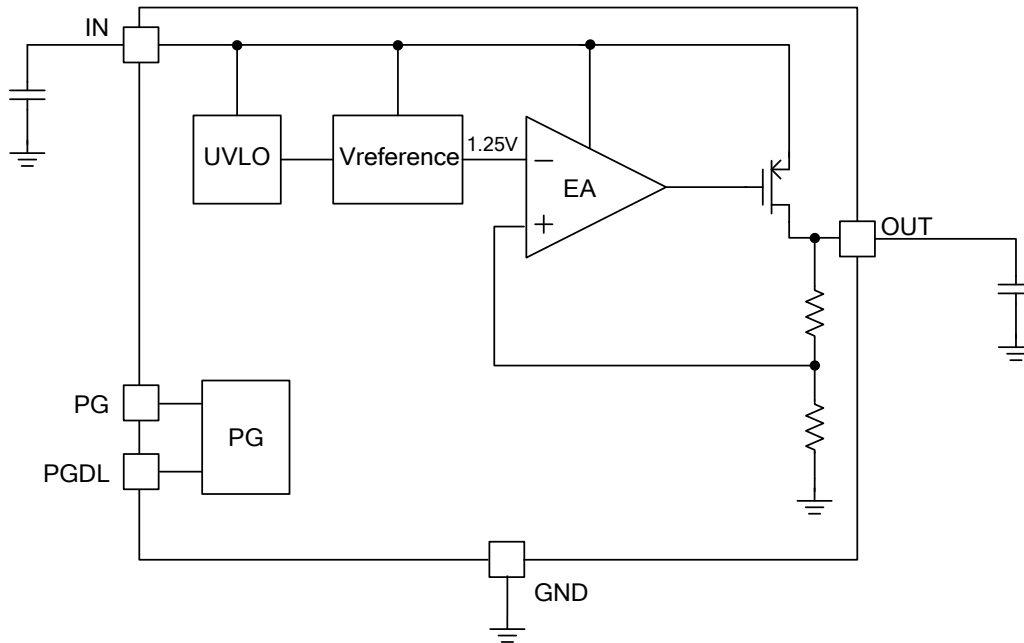 IN
UVLO
Vreference
1.25V
−
EA
+
OUT
PG
PG
PGDL
GND